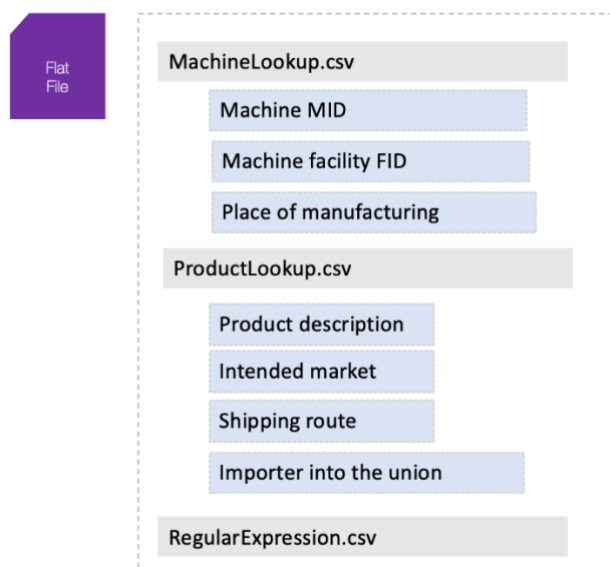 Flat
File
MachineLookup.csv
Machine MID
Machine facility FID
Place of manufacturing
ProductLookup.csv
Product description
Intended market
Shipping route
Importer into the union
RegularExpression.csv